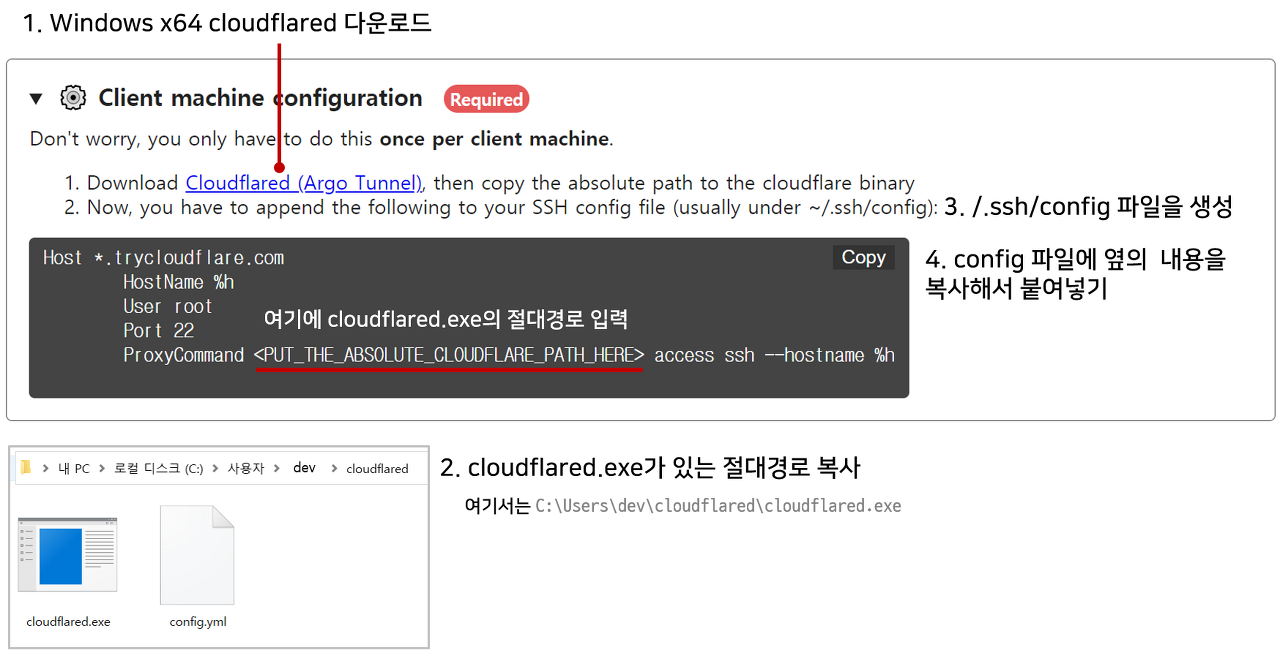 1. Windows x64 cloudflared 다운로드
▼ Client machine configuration Required
Don't worry, you only have to do this once per client machine.
1. Download Cloudflared (Argo Tunnel), then copy the absolute path to the cloudflare binary
2. Now, you have to append the following to your SSH config file (usually under ~/.ssh/config): 3. /.ssh/config 파일을 생성
Host *.trycloudflare.com
HostName %h
User root
Port 22
ProxyCommand <PUT_THE_ABSOLUTE_CLOUDFLARE_PATH_HERE> access ssh --hostname %h
Copy
여기에 cloudflared.exe의 절대경로 입력
4. config 파일에 옆의 내용을
복사해서 붙여넣기
> 내 PC > 로컬 디스크 (C:) > 사용자 > dev > cloudflared
cloudflared.exe
config.yml
2. cloudflared.exe가 있는 절대경로 복사
여기서는 C:\Users\dev\cloudflared\cloudflared.exe